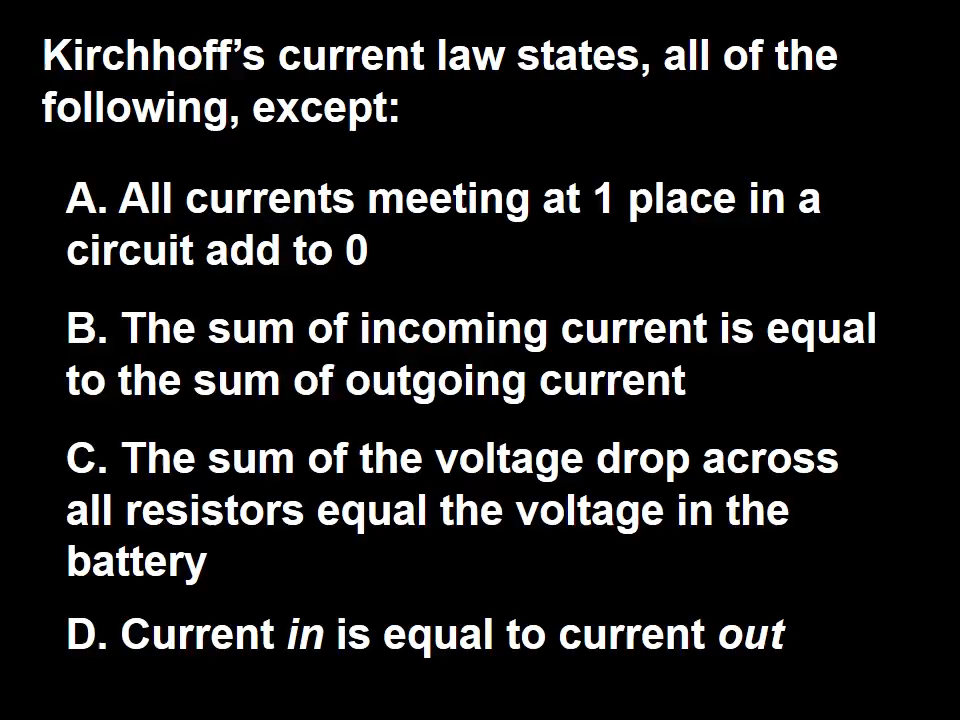 Kirchhoff’s current law states, all of the
following, except:
A. All currents meeting at 1 place in a
circuit add to 0
B. The sum of incoming current is equal
to the sum of outgoing current
C. The sum of the voltage drop across
all resistors equal the voltage in the
battery
D. Current in is equal to current out